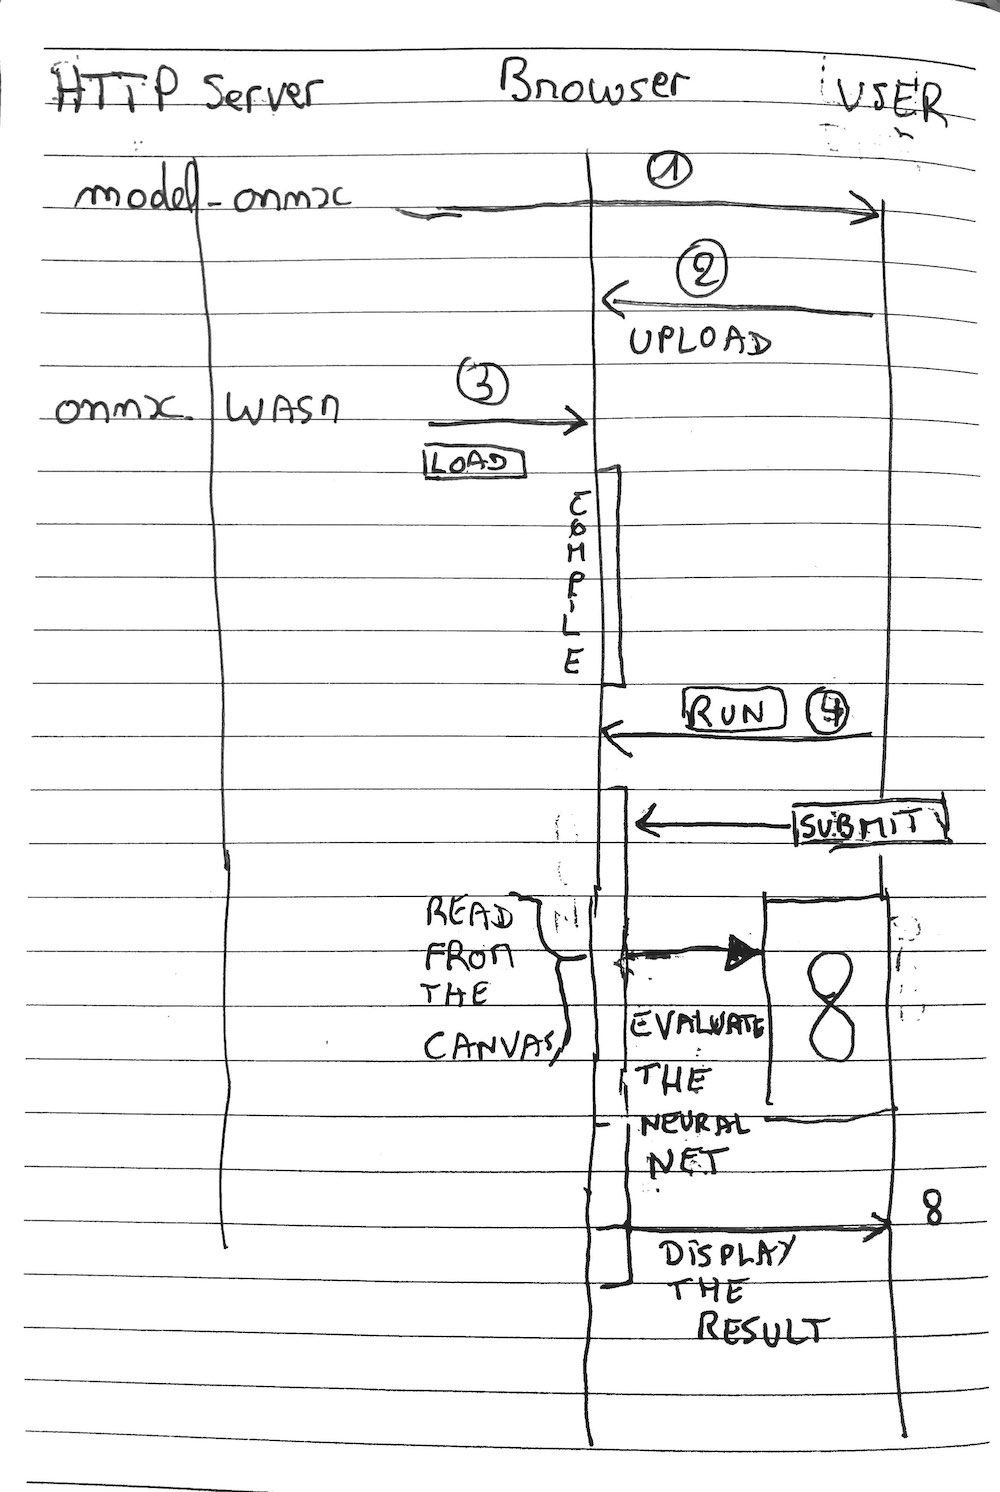 HTTP Server Browser USER
①
model-onnx
②
UPLOAD
③
onnx. WASM
LOAD
COMPILE
RUN ④
SUBMIT
READ
FROM
THE
CANVAS
8
EVALUATE
THE
NEURAL
NET
8
DISPLAY
THE
RESULT